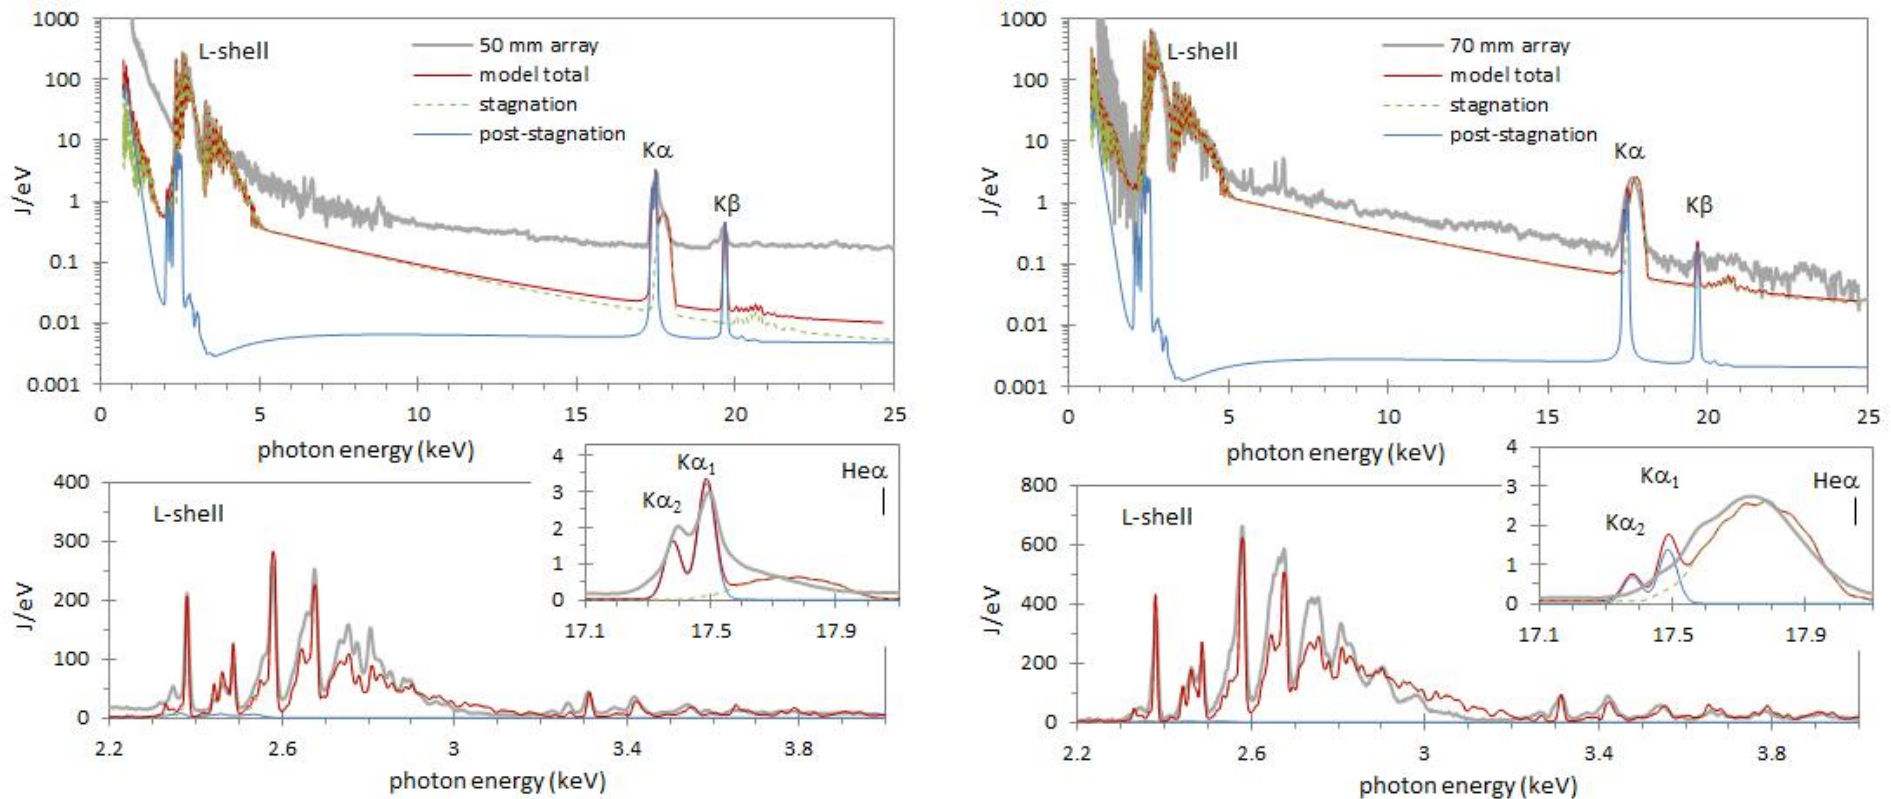 1000
100
10
1
0.1
0.01
0.001
J/eV
L-shell
50 mm array
model total
stagnation
post-stagnation
Kα
Kβ
0 5 10 15 20 25
photon energy (keV)
400
300
200
100
0
J/eV
L-shell
2.2 2.6 3 3.4 3.8
photon energy (keV)
4
3
2
1
0
Kα₂
Kα₁
Heα
17.1 17.5 17.9
1000
100
10
1
0.1
0.01
0.001
J/eV
L-shell
70 mm array
model total
stagnation
post-stagnation
Kα
Kβ
0 5 10 15 20 25
photon energy (keV)
800
600
400
200
0
J/eV
L-shell
2.2 2.6 3 3.4 3.8
photon energy (keV)
4
3
2
1
0
Kα₂
Kα₁
Heα
17.1 17.5 17.9